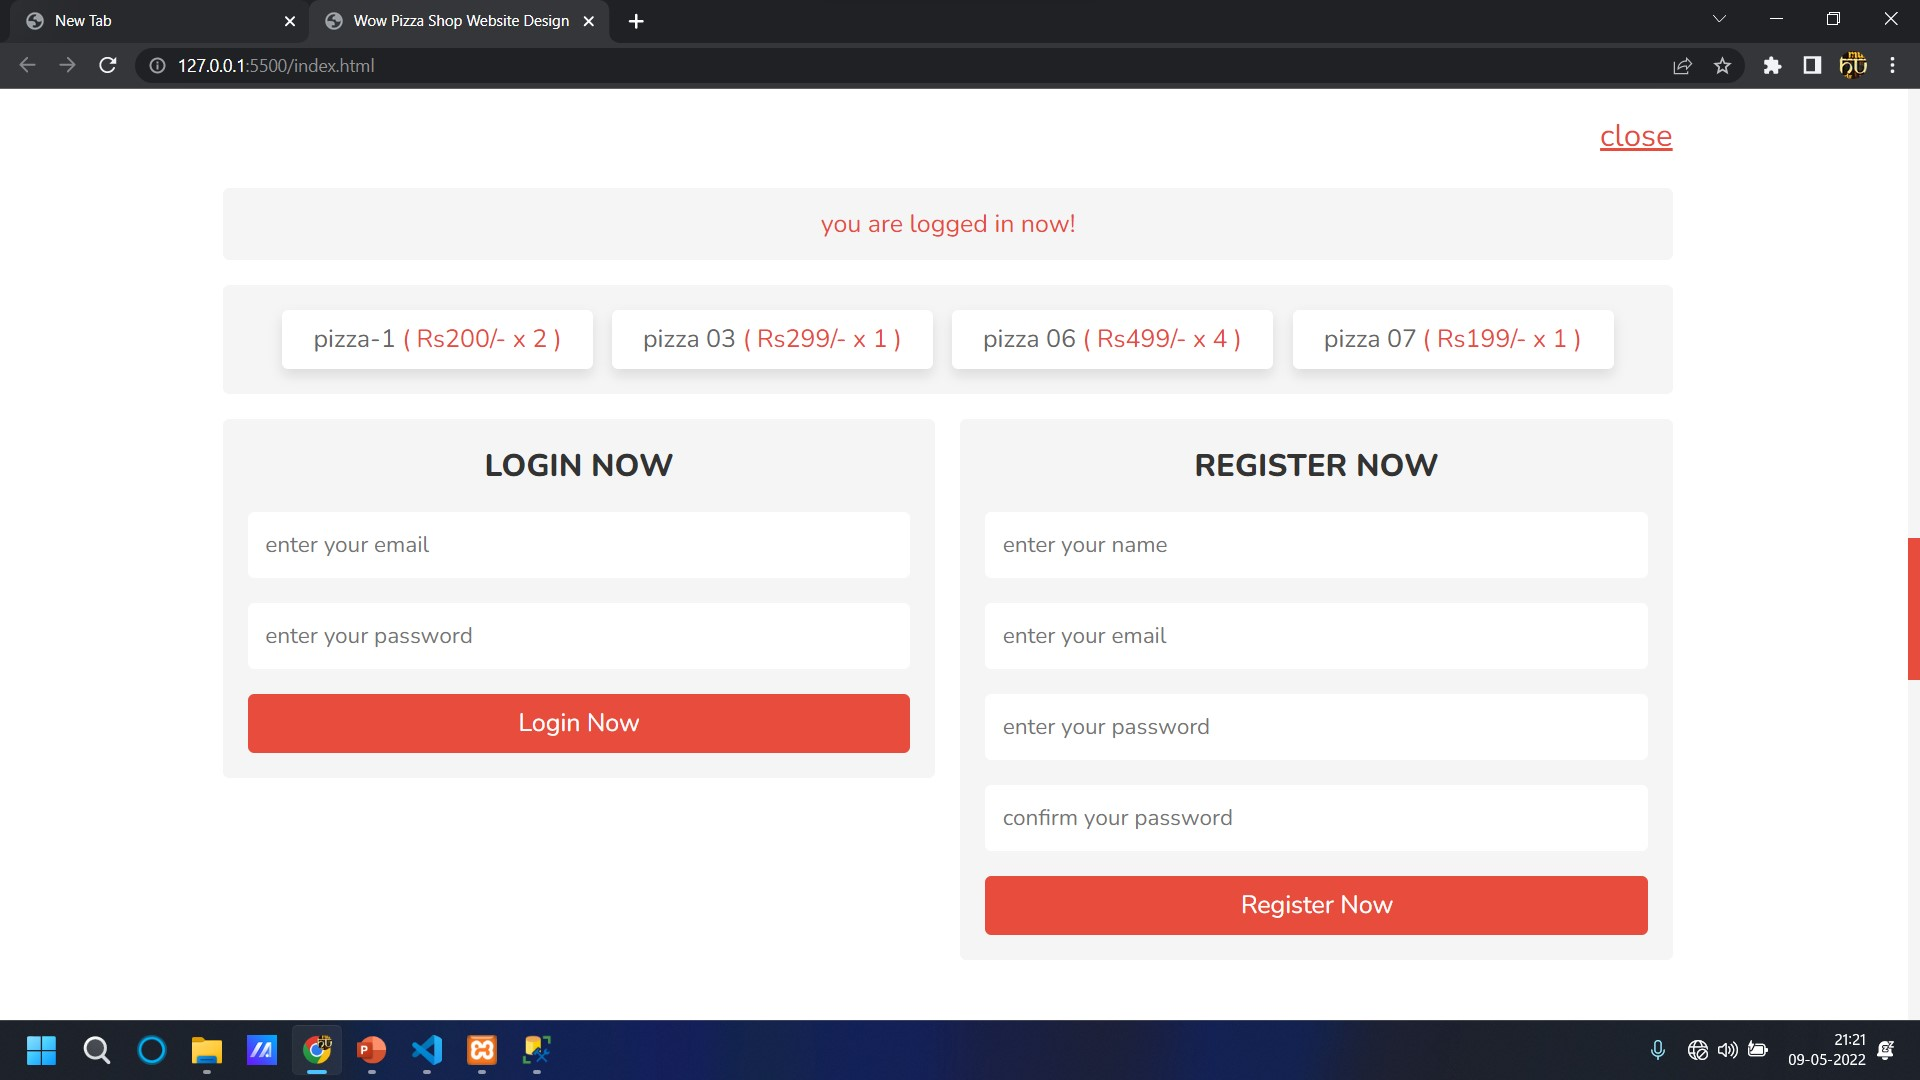 New Tab
Wow Pizza Shop Website Design
127.0.0.1:5500/index.html
close
you are logged in now!
pizza-1 ( Rs200/- x 2 )
pizza 03 ( Rs299/- x 1 )
pizza 06 ( Rs499/- x 4 )
pizza 07 ( Rs199/- x 1 )
LOGIN NOW
enter your email
enter your password
Login Now
REGISTER NOW
enter your name
enter your email
enter your password
confirm your password
Register Now
21:21
09-05-2022